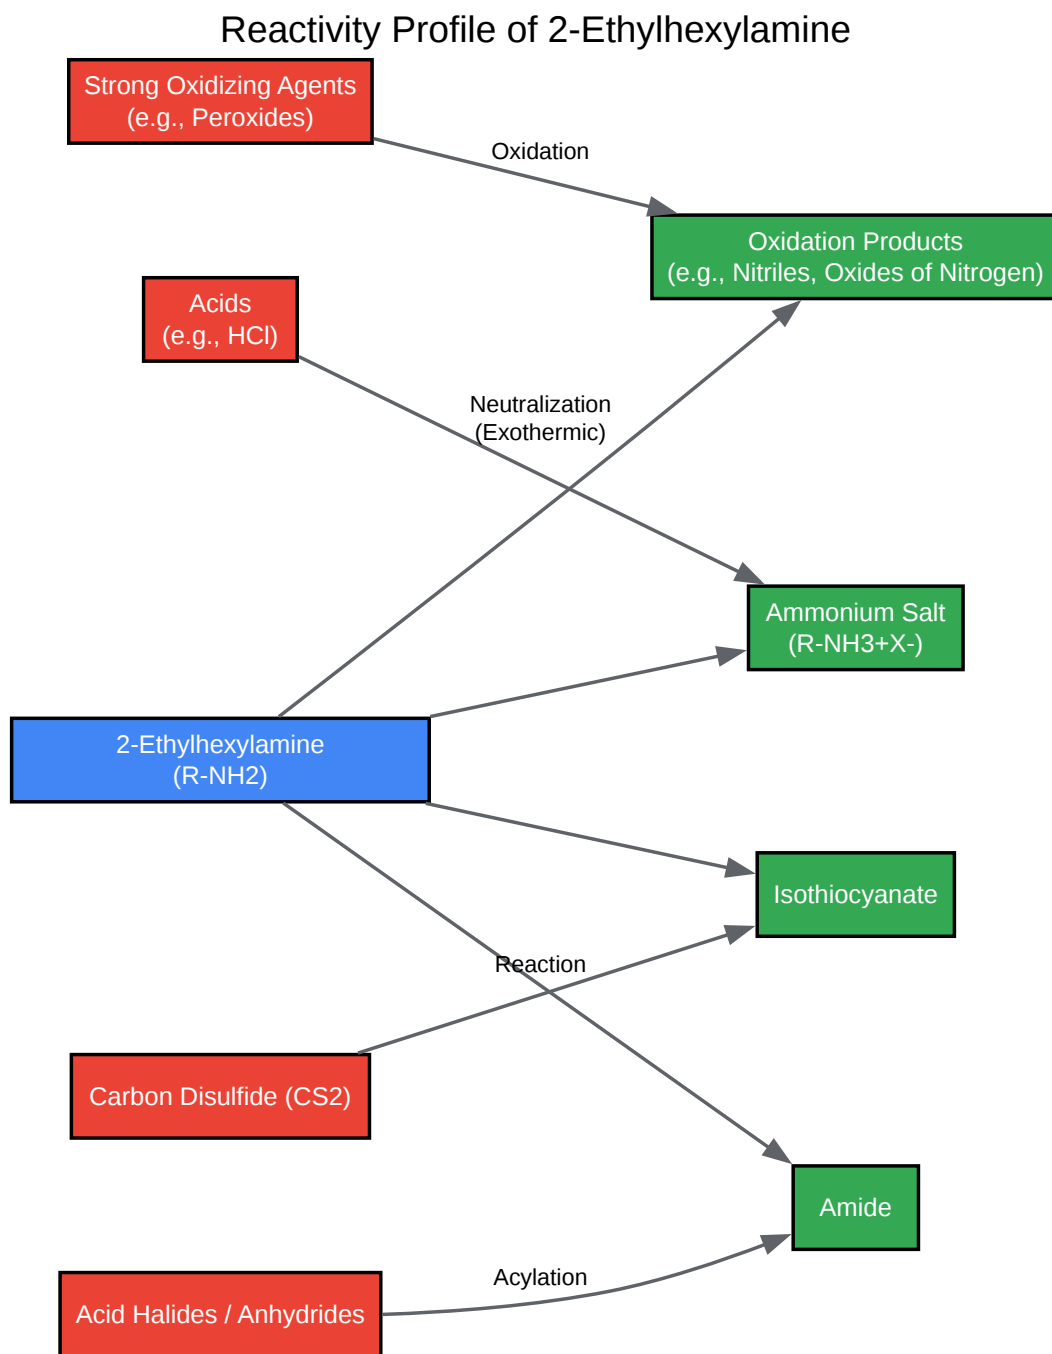 Reactivity Profile of 2-Ethylhexylamine
Strong Oxidizing Agents
(e.g., Peroxides)
Oxidation
Oxidation Products
(e.g., Nitriles, Oxides of Nitrogen)
Acids
(e.g., HCl)
Neutralization
(Exothermic)
Ammonium Salt
(R-NH3+X-)
2-Ethylhexylamine
(R-NH2)
Isothiocyanate
Reaction
Carbon Disulfide (CS2)
Amide
Acylation
Acid Halides / Anhydrides